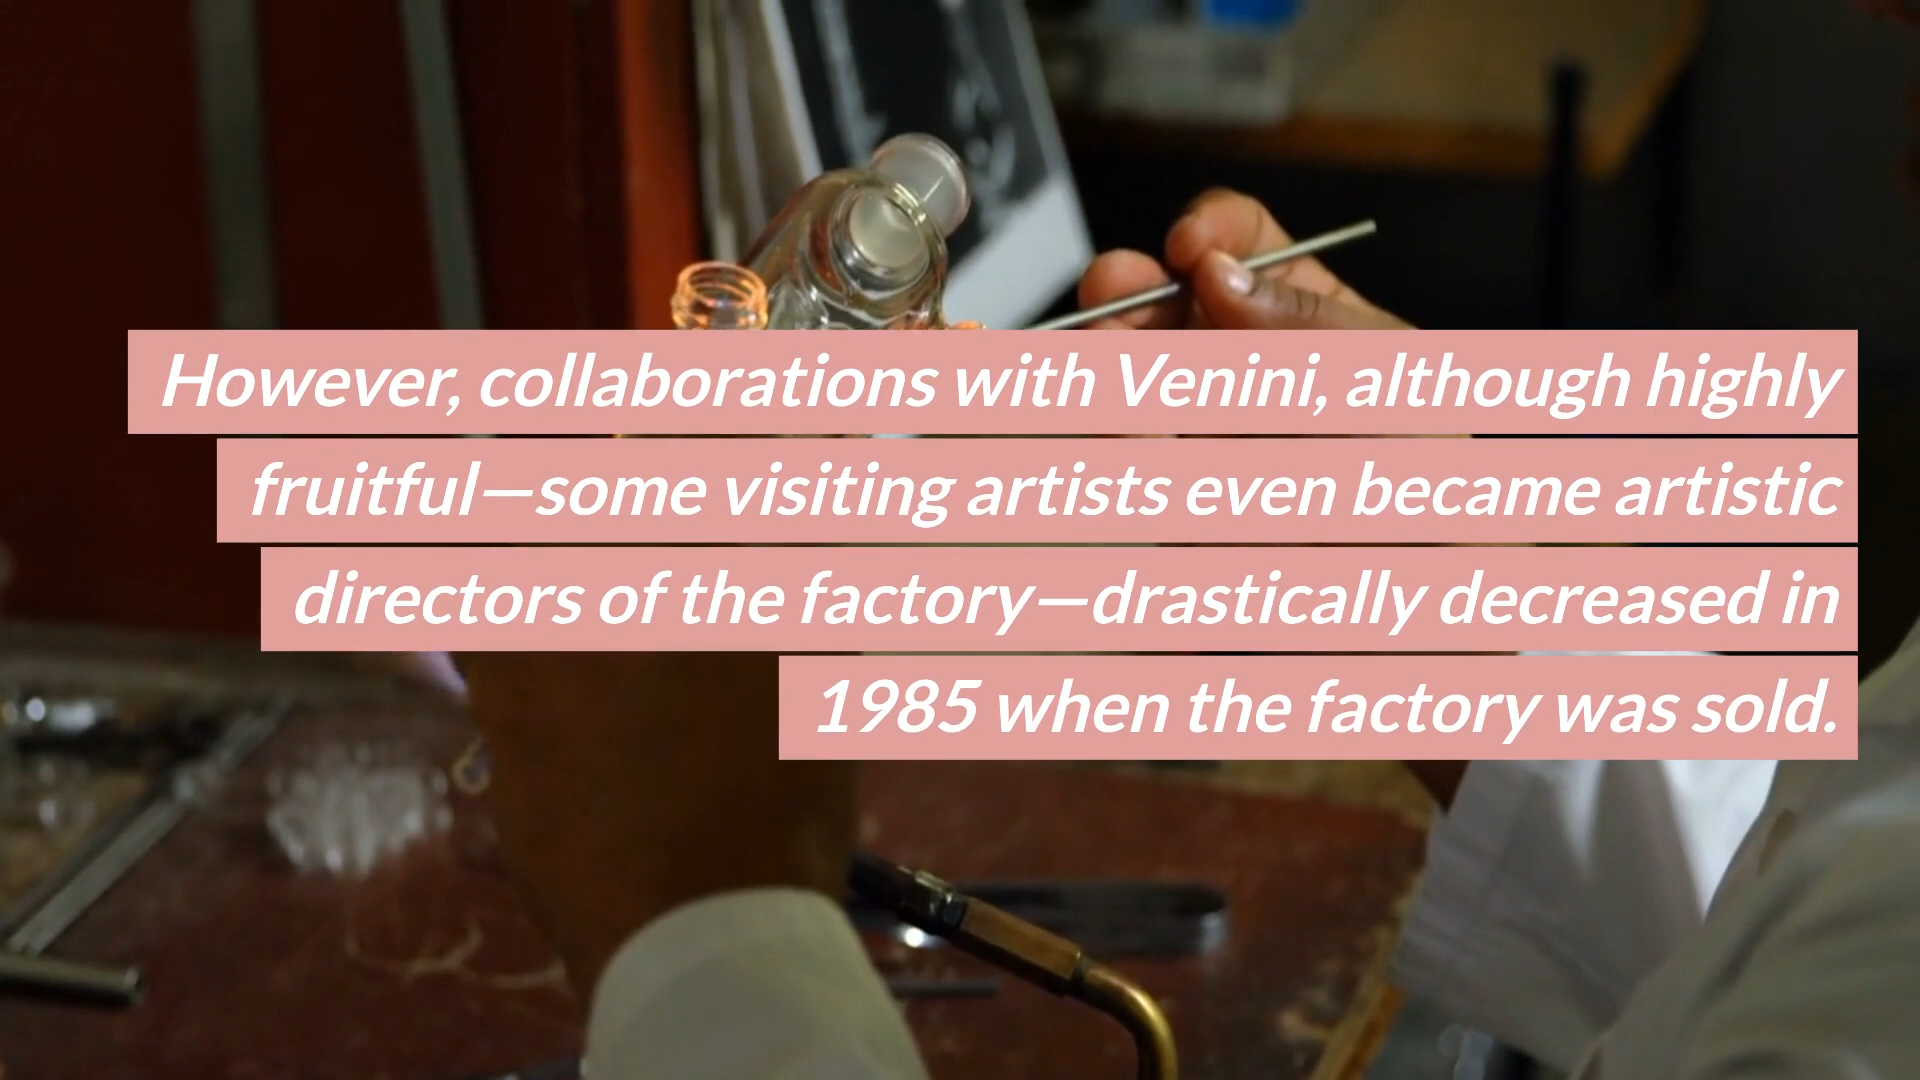 However, collaborations with Venini, although highly
fruitful—some visiting artists even became artistic
directors of the factory—drastically decreased in
1985 when the factory was sold.